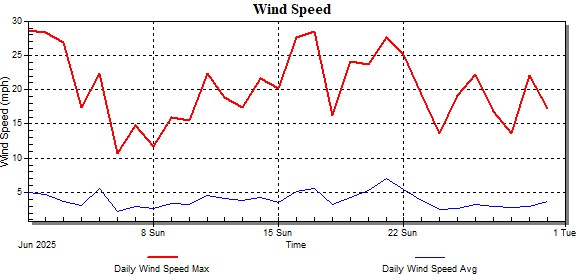 Wind Speed
Wind Speed (mph)
30
25
20
15
10
5
8 Sun
15 Sun
22 Sun
1 Tue
Jun 2025
Time
Daily Wind Speed Max
Daily Wind Speed Avg